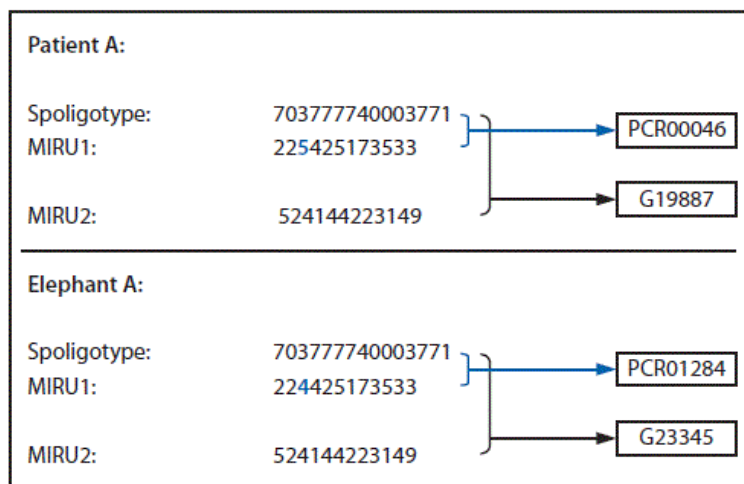 Patient A:
Spoligotype: 703777740003771
PCR00046
MIRU1: 225425173533
G19887
MIRU2: 524144223149
Elephant A:
Spoligotype: 703777740003771
PCR01284
MIRU1: 224425173533
G23345
MIRU2: 524144223149